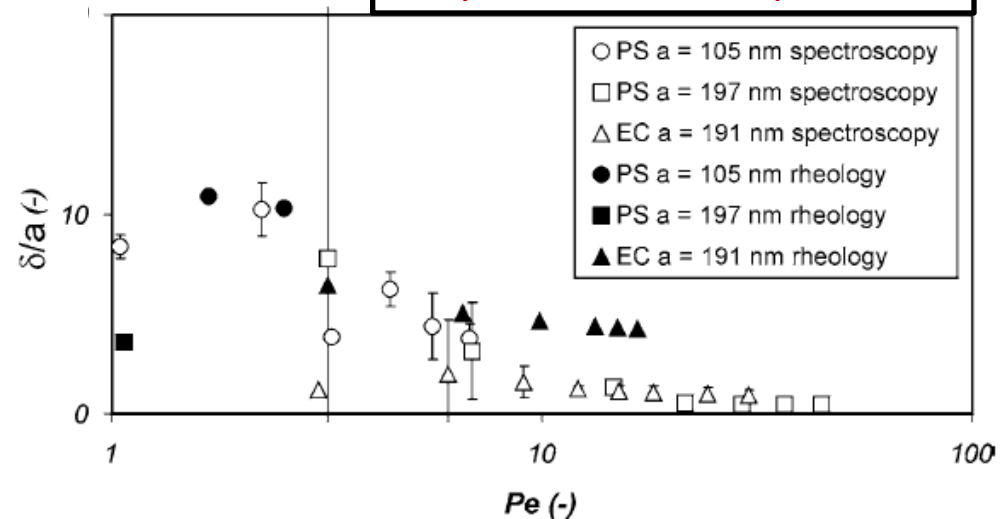 PS a = 105 nm spectroscopy
PS a = 197 nm spectroscopy
EC a = 191 nm spectroscopy
PS a = 105 nm rheology
PS a = 197 nm rheology
EC a = 191 nm rheology
δ/a (-)
10
0
1
10
100
Pe (-)